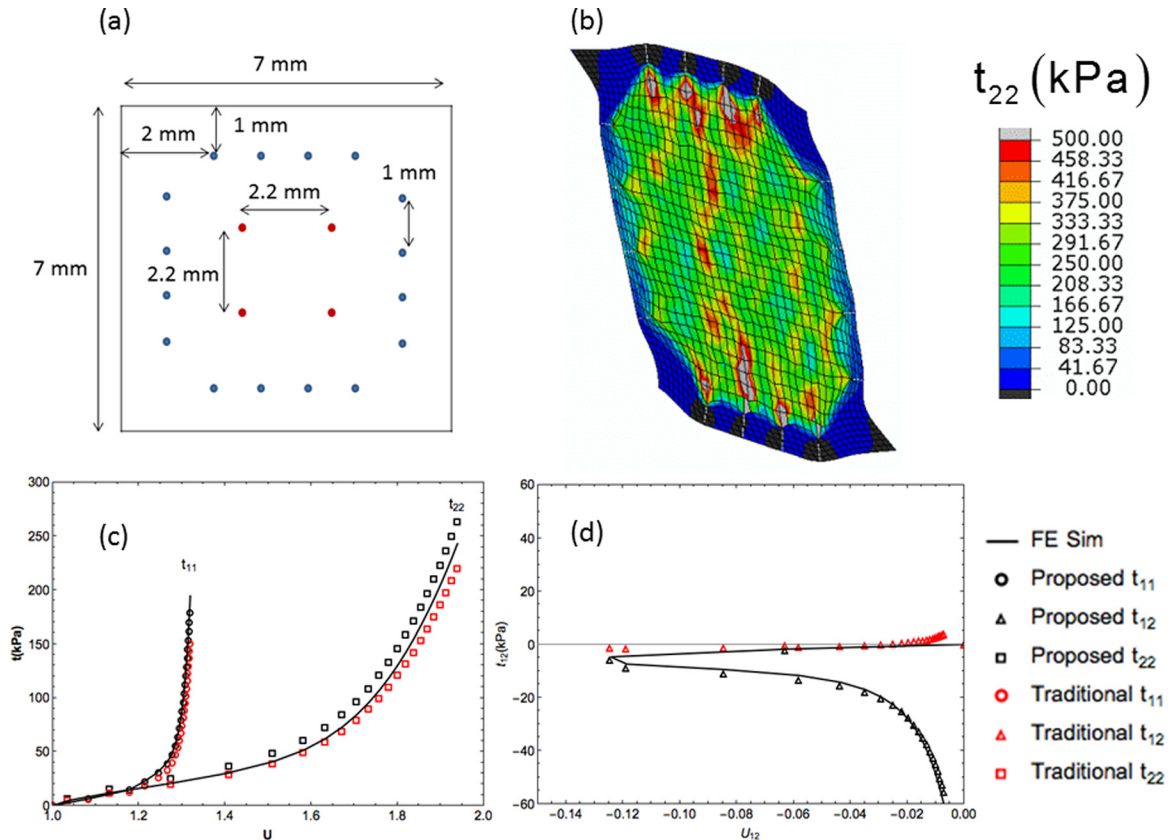 (a)
7 mm
2 mm
1 mm
1 mm
2.2 mm
2.2 mm
7 mm
(b)
t22 (kPa)
500.00
458.33
416.67
375.00
333.33
291.67
250.00
208.33
166.67
125.00
83.33
41.67
0.00
(c)
t11
t22
300
250
200
150
100
50
0
t(kPa)
1.0 1.2 1.4 1.6 1.8 2.0
U
(d)
60
40
20
0
−20
−40
−60
t12(kPa)
−0.14 −0.12 −0.10 −0.08 −0.06 −0.04 −0.02 0.00
U12
FE Sim
Proposed t11
Proposed t12
Proposed t22
Traditional t11
Traditional t12
Traditional t22